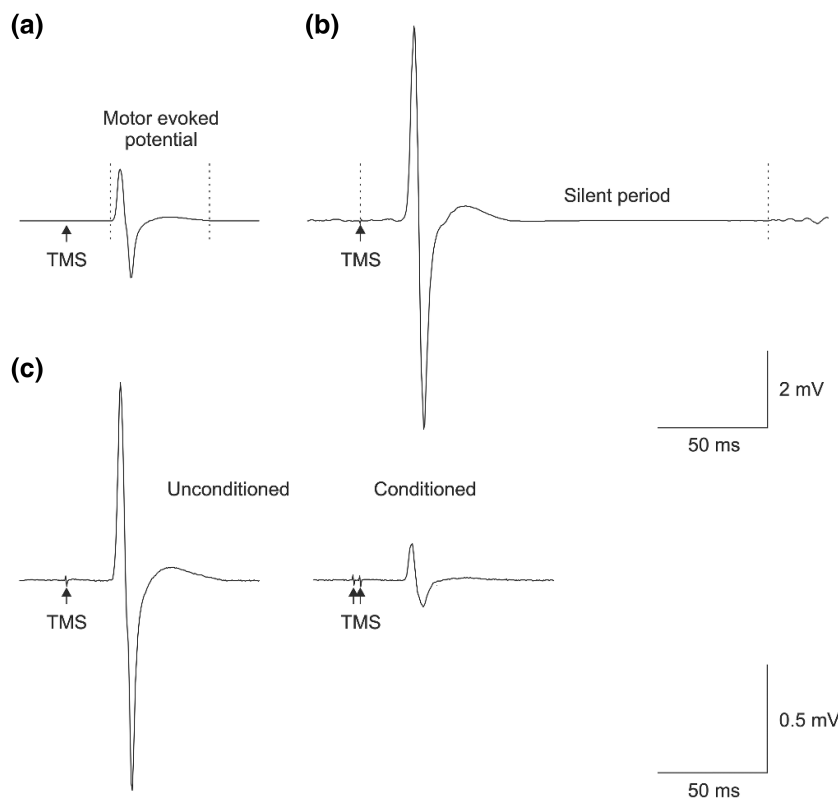 (a)
(b)
Motor evoked
potential
Silent period
TMS
TMS
(c)
2 mV
50 ms
Unconditioned
Conditioned
TMS
TMS
0.5 mV
50 ms